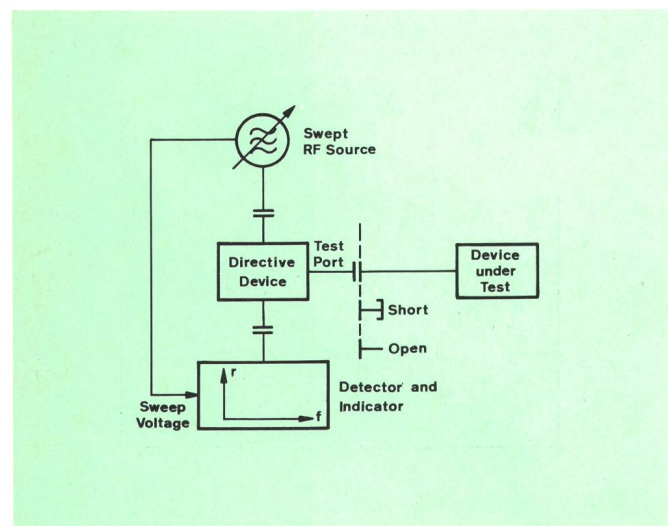 Swept
RF Source
Directive
Device
Test
Port
Device
under
Test
Short
Open
r
f
Detector and
Indicator
Sweep
Voltage